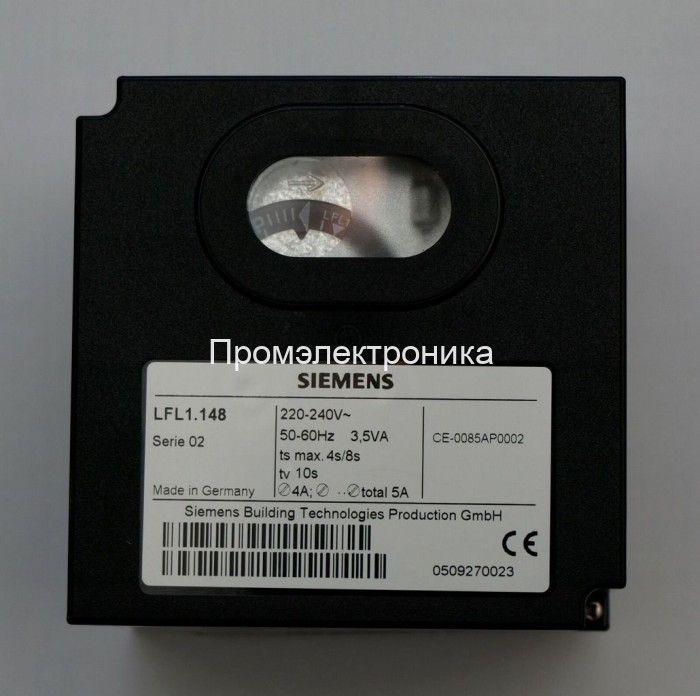 LFL1
Промэлектроника
SIEMENS
LFL1.148
Serie 02
Made in Germany
220-240V~
50-60Hz 3,5VA
ts max. 4s/8s
tv 10s
⊘4A; ⊘ ··⊘total 5A
CE-0085AP0002
Siemens Building Technologies Production GmbH
CE
0509270023